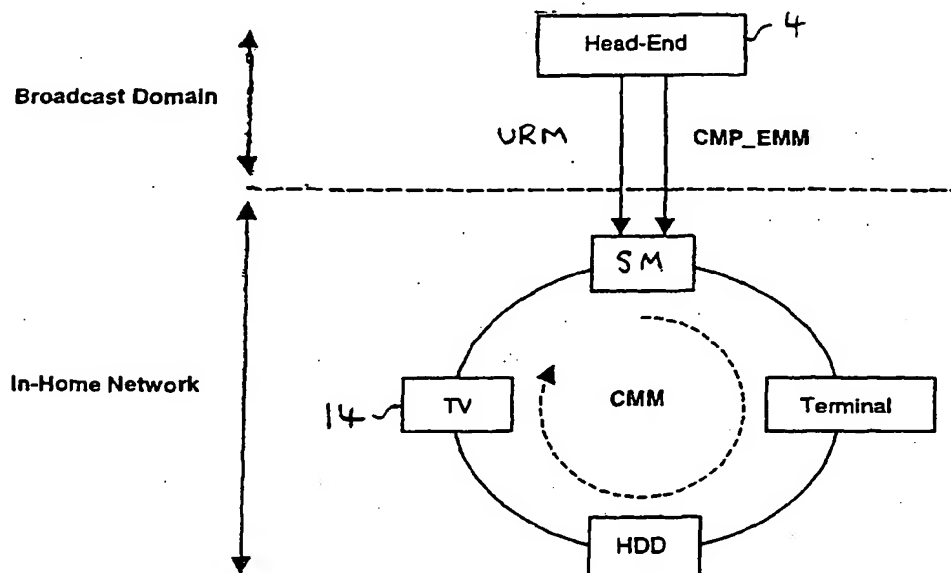 Head-End
4
Broadcast Domain
URM
CMP_EMM
SM
In-Home Network
14
TV
CMM
Terminal
HDD